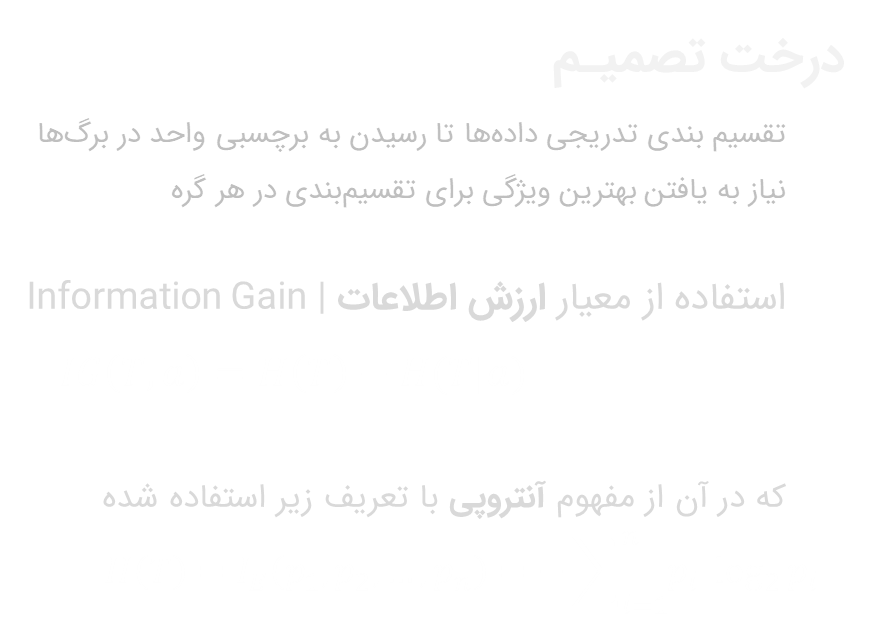 درخت تصمیـم
تقسیم بندی تدریجی داده‌ها تا رسیدن به برچسبی واحد در برگ‌ها
نیاز به یافتن بهترین ویژگی برای تقسیم‌بندی در هر گره
استفاده از معیار ارزش اطلاعات | Information Gain
که در آن از مفهوم آنتروپی با تعریف زیر استفاده شده